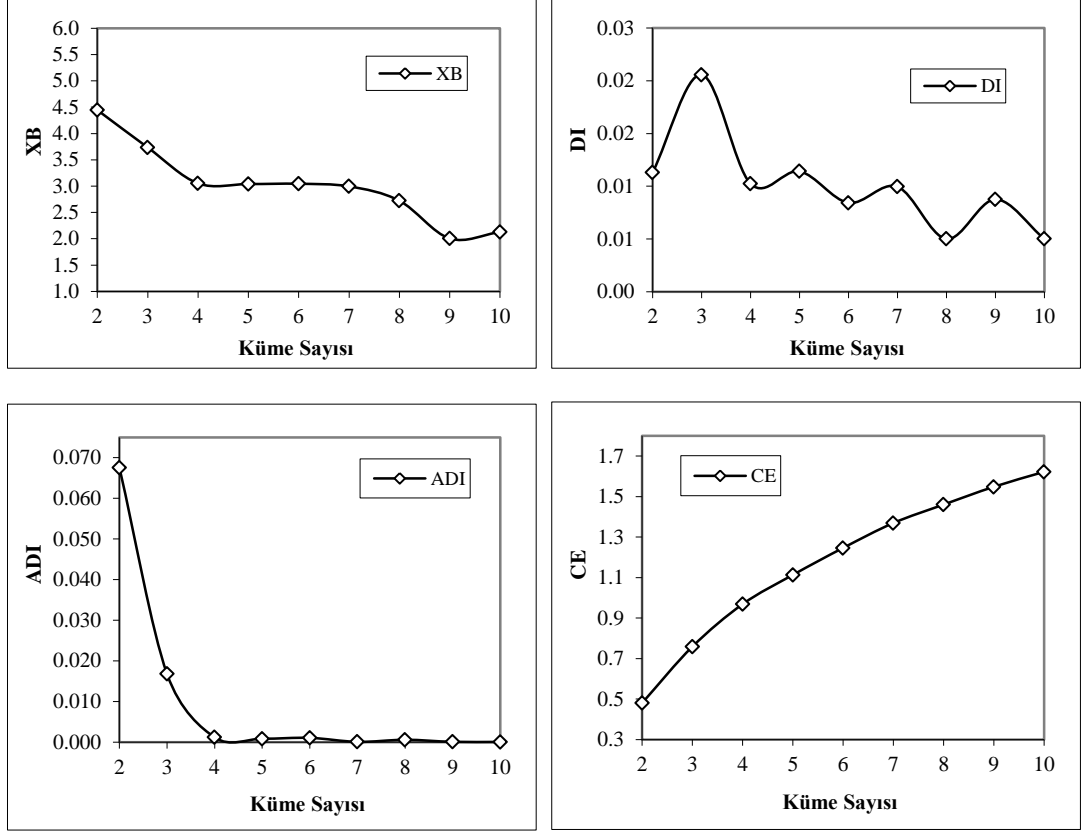 6.0
5.5
5.0
4.5
4.0
3.5
3.0
2.5
2.0
1.5
1.0
XB
XB
2 3 4 5 6 7 8 9 10
Küme Sayısı
0.03
0.02
0.02
0.01
0.01
0.00
DI
DI
2 3 4 5 6 7 8 9 10
Küme Sayısı
0.070
0.060
0.050
0.040
0.030
0.020
0.010
0.000
ADI
ADI
2 3 4 5 6 7 8 9 10
Küme Sayısı
1.7
1.5
1.3
1.1
0.9
0.7
0.5
0.3
CE
CE
2 3 4 5 6 7 8 9 10
Küme Sayısı